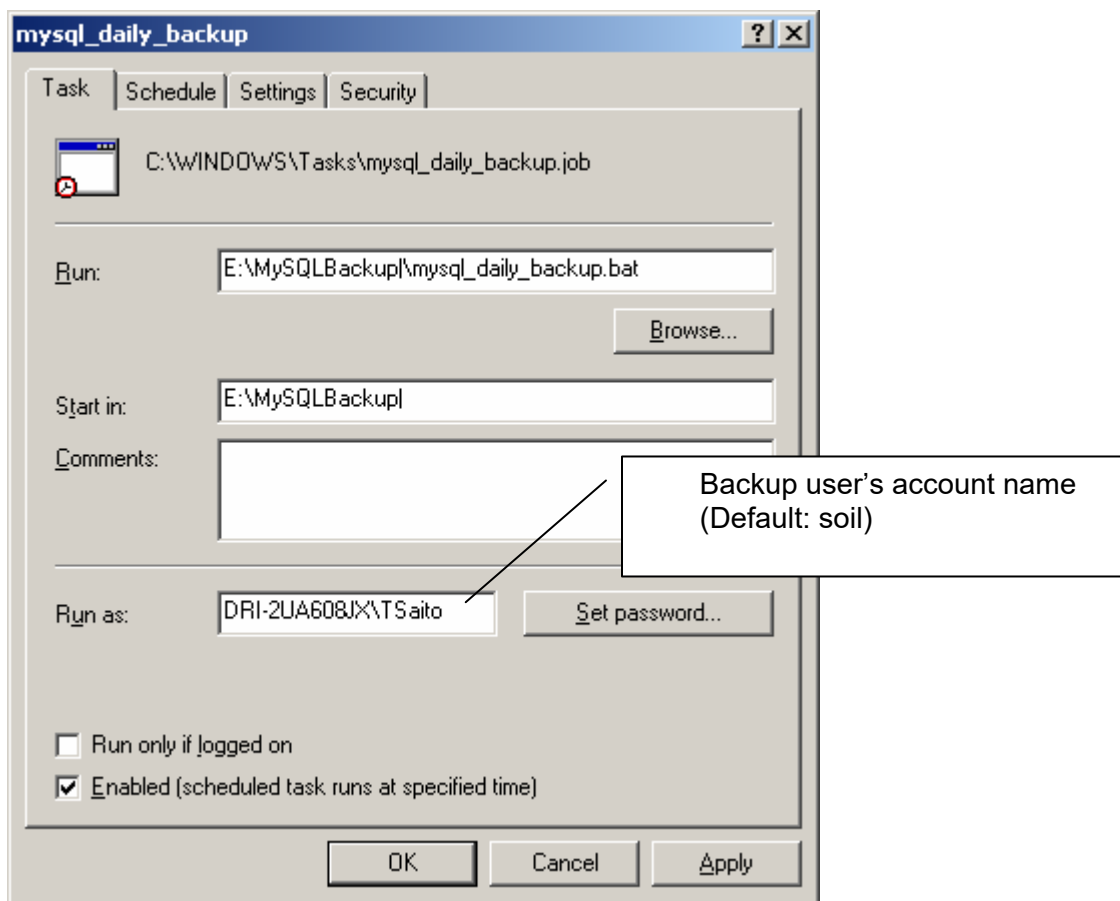 mysql_daily_backup
Task Schedule Settings Security
C:\WINDOWS\Tasks\mysql_daily_backup.job
Run: E:\MySQLBackup|\mysql_daily_backup.bat
Browse...
Start in: E:\MySQLBackup|
Comments:
Backup user’s account name
(Default: soil)
Run as: DRI-2UA608JX\TSaito Set password...
Run only if logged on
Enabled (scheduled task runs at specified time)
OK Cancel Apply